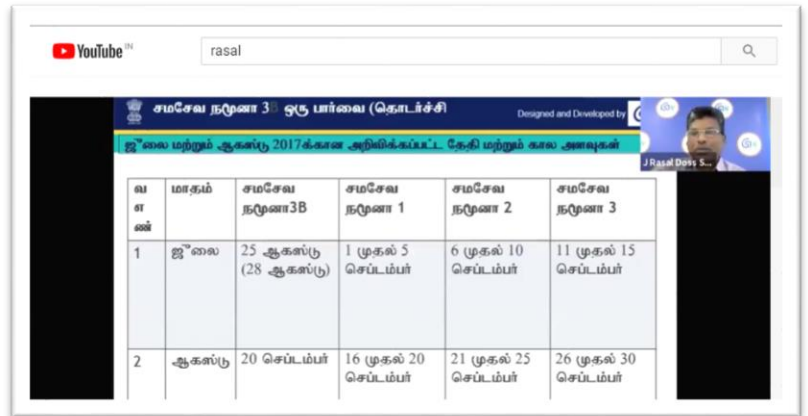 YouTube IN
rasal
சமசேவ நமூனா 3B ஒரு பார்வை (தொடர்ச்சி
Designed and Developed by
ஜூலை மற்றும் ஆகஸ்டு 2017க்கான அறிவிக்கப்பட்ட தேதி மற்றும் கால அளவுகள்
J Rasal Doss S...
வ எண்
மாதம்
சமசேவ நமூனா3B
சமசேவ நமூனா 1
சமசேவ நமூனா 2
சமசேவ நமூனா 3
1
ஜூலை
25 ஆகஸ்டு
(28 ஆகஸ்டு)
1 முதல் 5
செப்டம்பர்
6 முதல் 10
செப்டம்பர்
11 முதல் 15
செப்டம்பர்
2
ஆகஸ்டு
20 செப்டம்பர்
16 முதல் 20
செப்டம்பர்
21 முதல் 25
செப்டம்பர்
26 முதல் 30
செப்டம்பர்